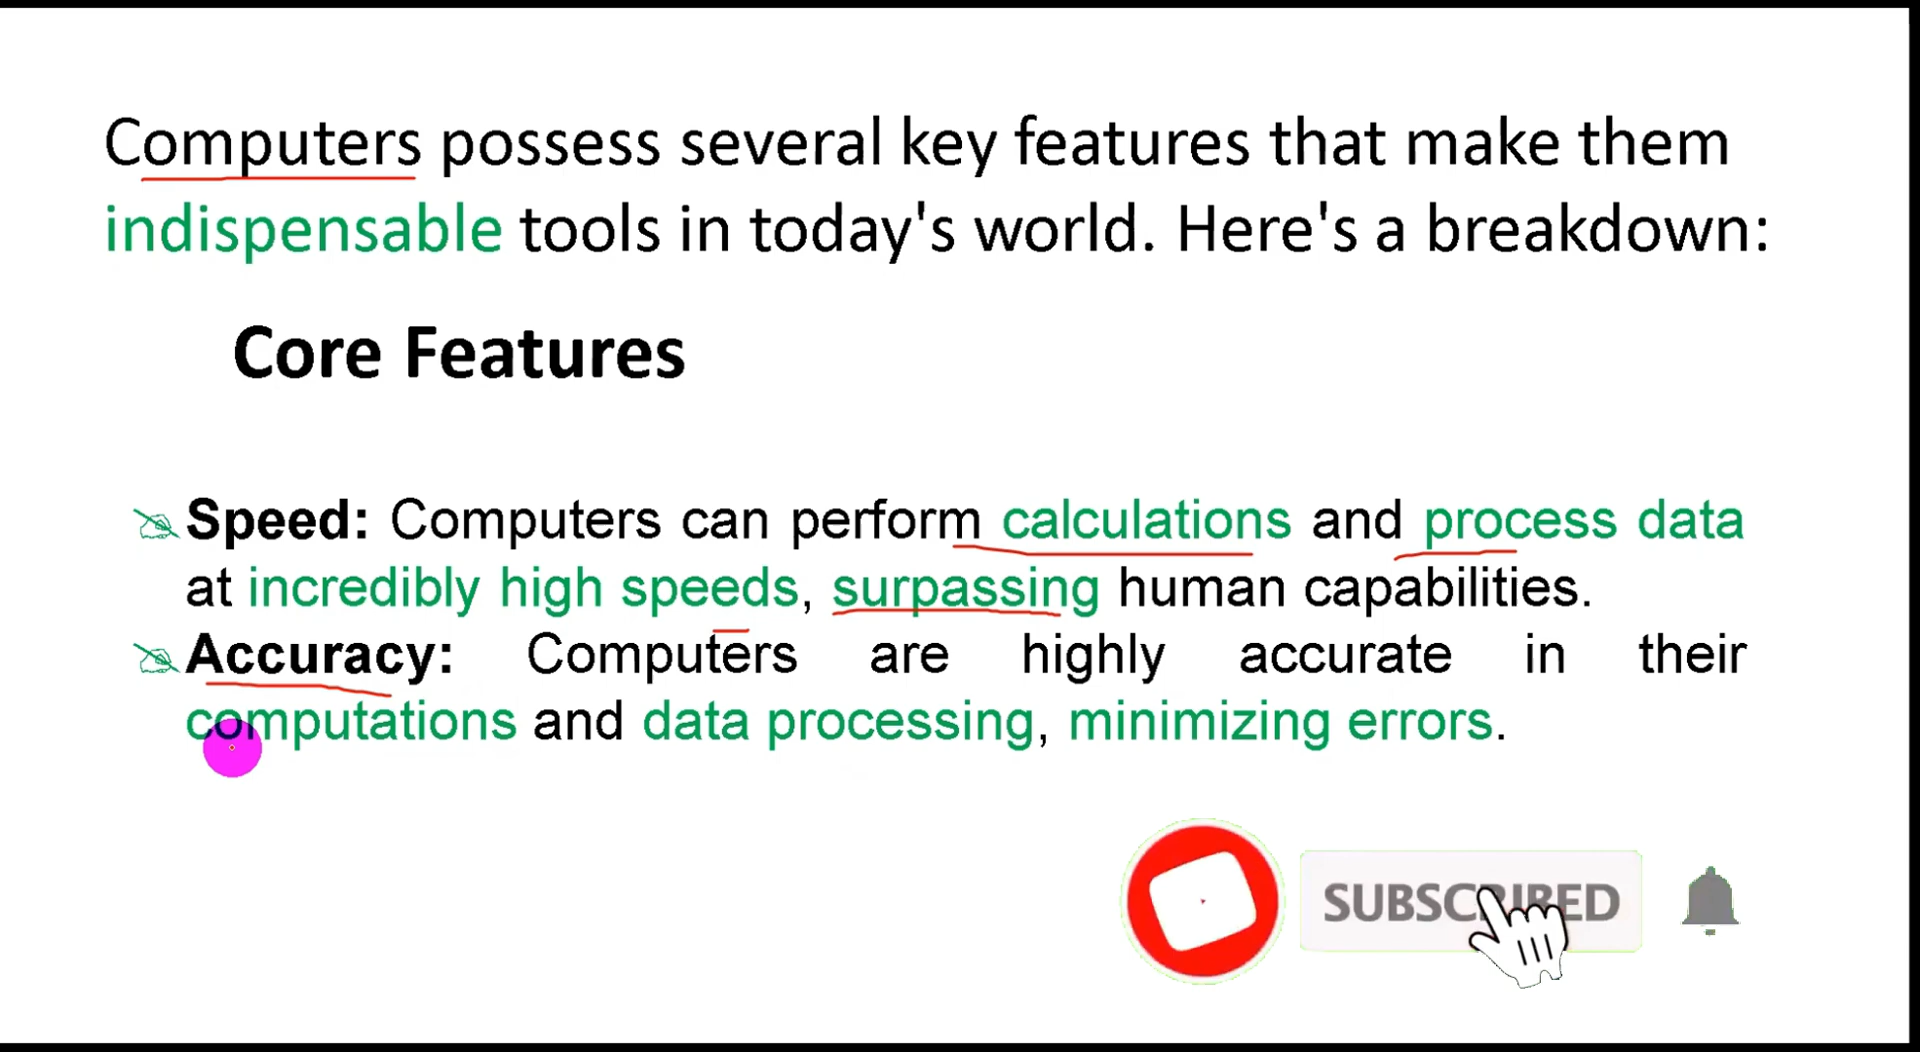 Computers possess several key features that make them
indispensable tools in today's world. Here's a breakdown:
Core Features
Speed: Computers can perform calculations and process data
at incredibly high speeds, surpassing human capabilities.
Accuracy: Computers are highly accurate in their
computations and data processing, minimizing errors.
SUBSCRIBED